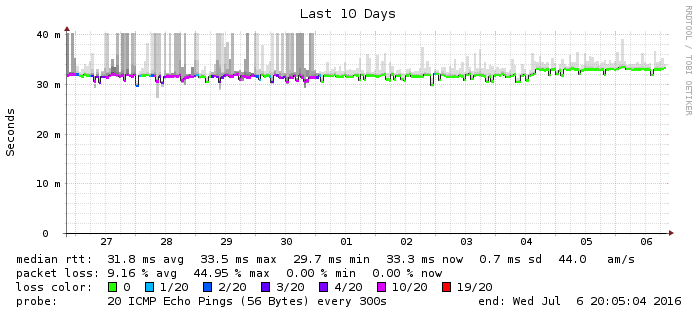 Last 10 Days
RRDTOOL / TOBI OETIKER
Seconds
40 m
30 m
20 m
10 m
0
27 28 29 30 01 02 03 04 05 06
median rtt: 31.8 ms avg 33.5 ms max 29.7 ms min 33.3 ms now 0.7 ms sd 44.0 am/s
packet loss: 9.16 % avg 44.95 % max 0.00 % min 0.00 % now
loss color: 0 1/20 2/20 3/20 4/20 10/20 19/20
probe: 20 ICMP Echo Pings (56 Bytes) every 300s end: Wed Jul 6 20:05:04 2016